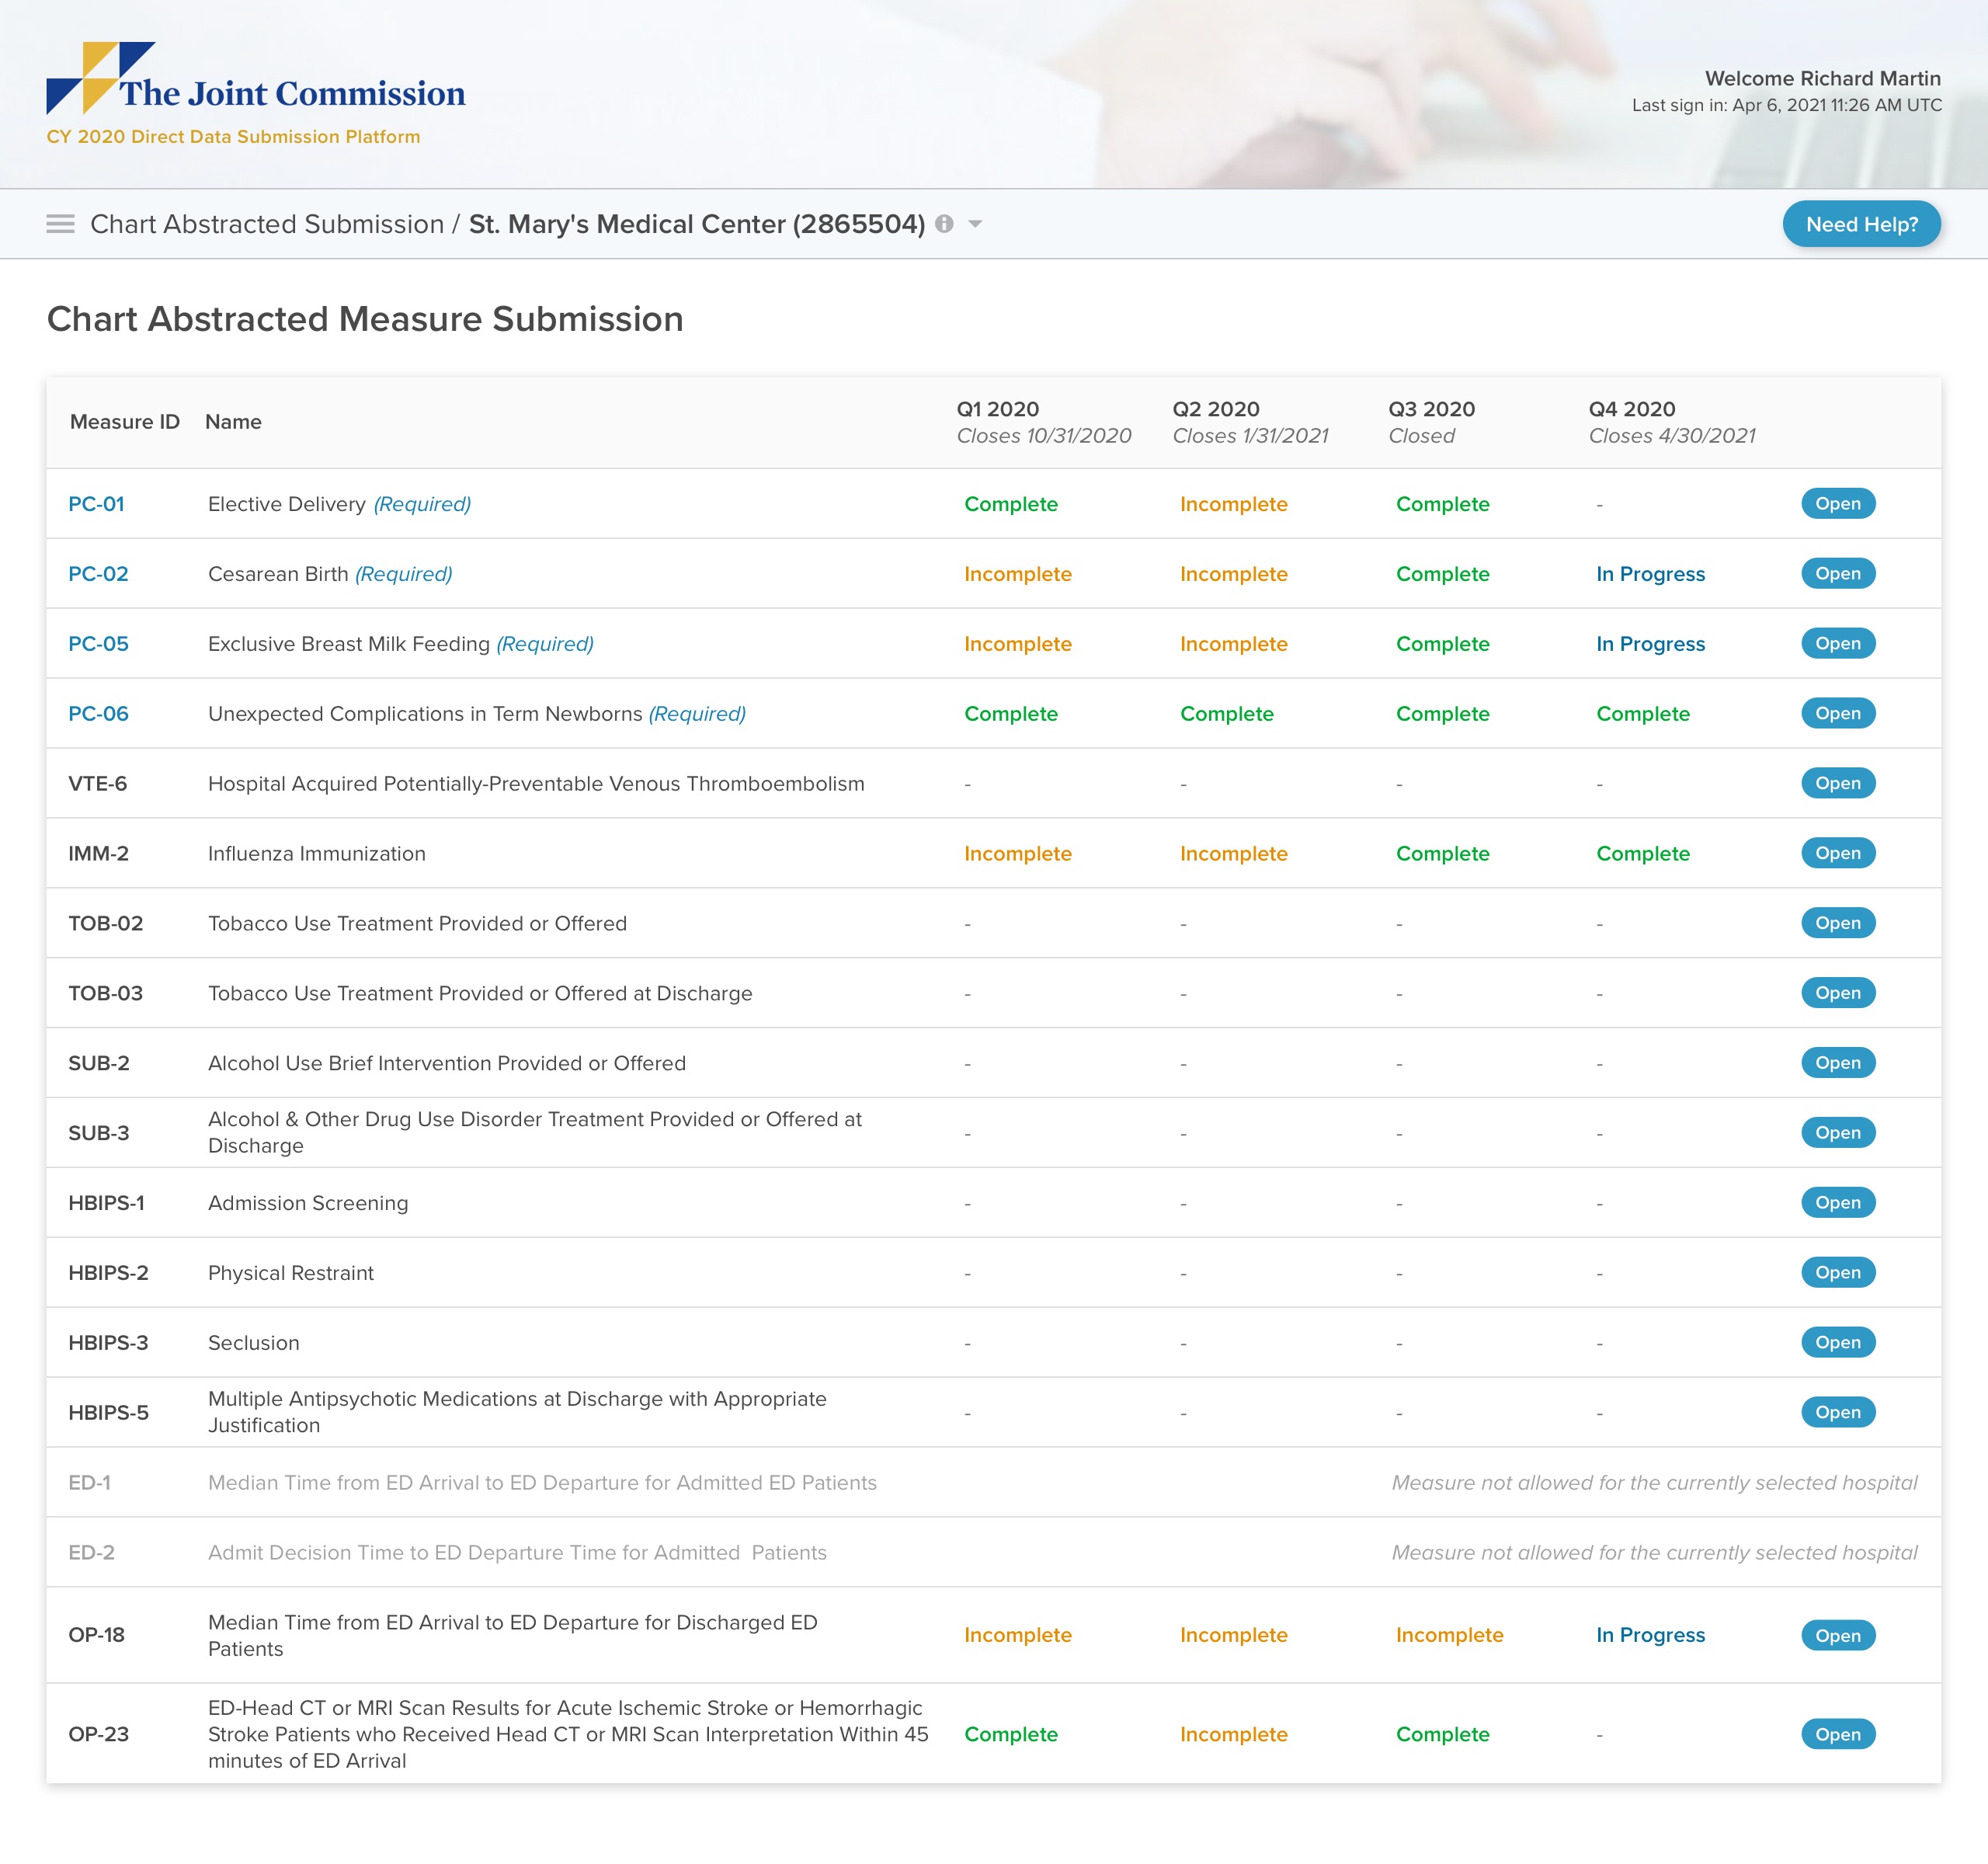 The Joint Commission
CY 2020 Direct Data Submission Platform
Welcome Richard Martin
Last sign in: Apr 6, 2021 11:26 AM UTC
Chart Abstracted Submission / St. Mary's Medical Center (2865504)
Need Help?
Chart Abstracted Measure Submission
Measure ID Name Q1 2020 Closes 10/31/2020 Q2 2020 Closes 1/31/2021 Q3 2020 Closed Q4 2020 Closes 4/30/2021
PC-01 Elective Delivery (Required) Complete Incomplete Complete - Open
PC-02 Cesarean Birth (Required) Incomplete Incomplete Complete In Progress Open
PC-05 Exclusive Breast Milk Feeding (Required) Incomplete Incomplete Complete In Progress Open
PC-06 Unexpected Complications in Term Newborns (Required) Complete Complete Complete Complete Open
VTE-6 Hospital Acquired Potentially-Preventable Venous Thromboembolism - - - - Open
IMM-2 Influenza Immunization Incomplete Incomplete Complete Complete Open
TOB-02 Tobacco Use Treatment Provided or Offered - - - - Open
TOB-03 Tobacco Use Treatment Provided or Offered at Discharge - - - - Open
SUB-2 Alcohol Use Brief Intervention Provided or Offered - - - - Open
SUB-3 Alcohol & Other Drug Use Disorder Treatment Provided or Offered at
Discharge - - - - Open
HBIPS-1 Admission Screening - - - - Open
HBIPS-2 Physical Restraint - - - - Open
HBIPS-3 Seclusion - - - - Open
HBIPS-5 Multiple Antipsychotic Medications at Discharge with Appropriate
Justification - - - - Open
ED-1 Median Time from ED Arrival to ED Departure for Admitted ED Patients Measure not allowed for the currently selected hospital
ED-2 Admit Decision Time to ED Departure Time for Admitted  Patients Measure not allowed for the currently selected hospital
OP-18 Median Time from ED Arrival to ED Departure for Discharged ED
Patients Incomplete Incomplete Incomplete In Progress Open
OP-23 ED-Head CT or MRI Scan Results for Acute Ischemic Stroke or Hemorrhagic
Stroke Patients who Received Head CT or MRI Scan Interpretation Within 45
minutes of ED Arrival Complete Incomplete Complete - Open